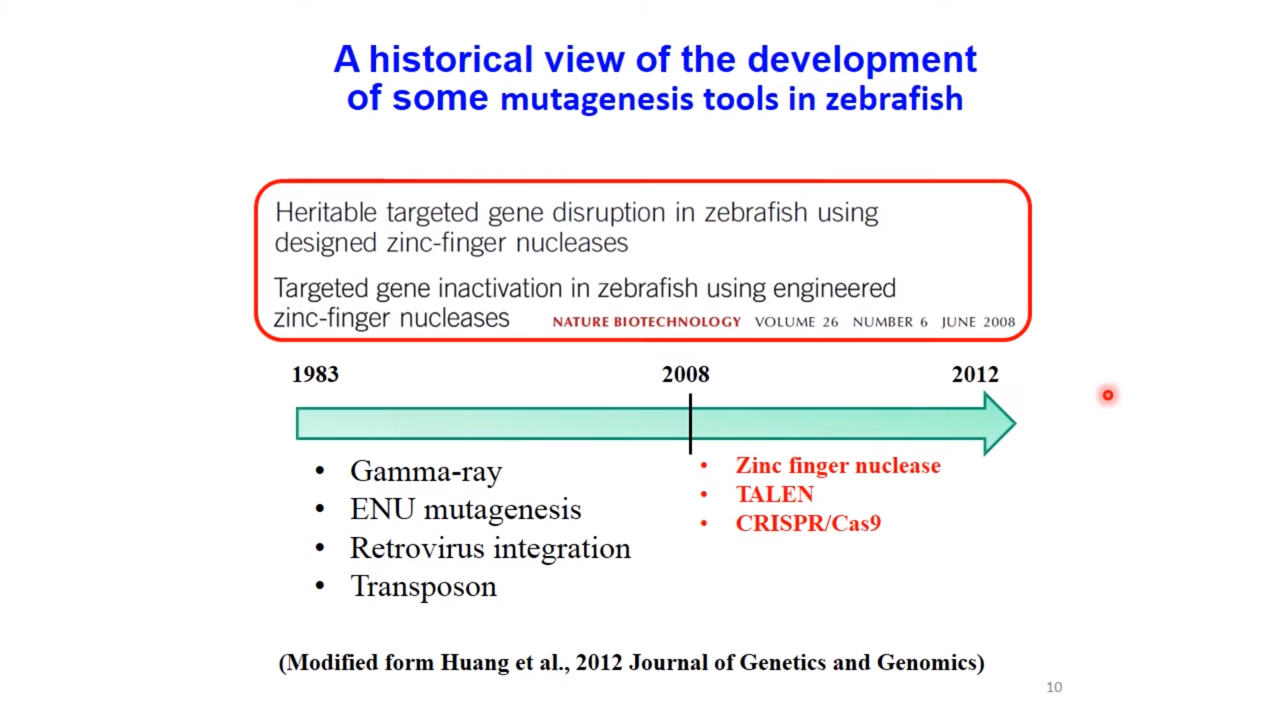 A historical view of the development
of some mutagenesis tools in zebrafish
Heritable targeted gene disruption in zebrafish using
designed zinc-finger nucleases
Targeted gene inactivation in zebrafish using engineered
zinc-finger nucleases NATURE BIOTECHNOLOGY VOLUME 26 NUMBER 6 JUNE 2008
1983 2008 2012
• Gamma-ray
• ENU mutagenesis
• Retrovirus integration
• Transposon
• Zinc finger nuclease
• TALEN
• CRISPR/Cas9
(Modified form Huang et al., 2012 Journal of Genetics and Genomics)
10